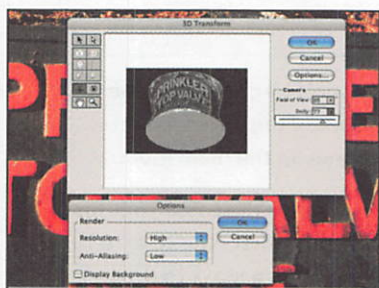 3D Transform
OK
Cancel
Options...
Camera
Field of View:
Dolly:
SPRINKLER
STOP VALVE
Options
Render
Resolution: High
Anti-Aliasing: Low
OK
Cancel
Display Background